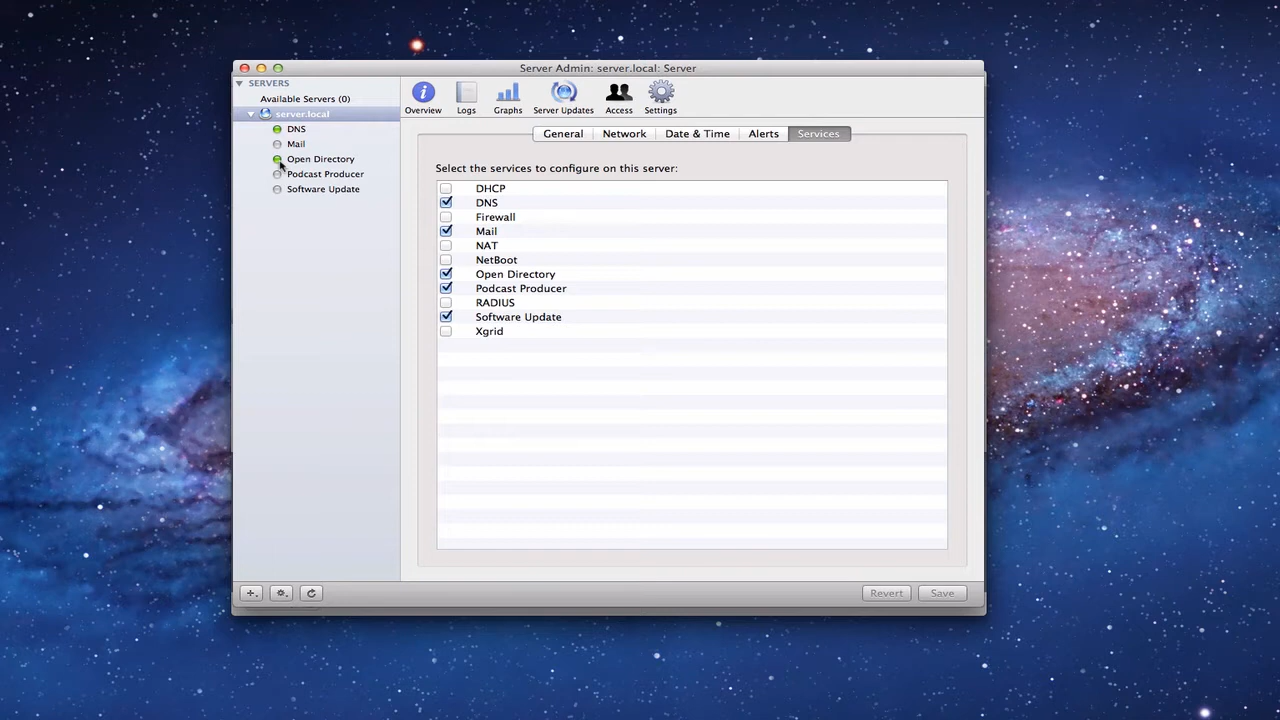 Server Admin: server.local: Server
SERVERS
Available Servers (0)
server.local
DNS
Mail
Open Directory
Podcast Producer
Software Update
Overview Logs Graphs Server Updates Access Settings
General Network Date & Time Alerts Services
Select the services to configure on this server:
DHCP
DNS
Firewall
Mail
NAT
NetBoot
Open Directory
Podcast Producer
RADIUS
Software Update
Xgrid
Revert Save